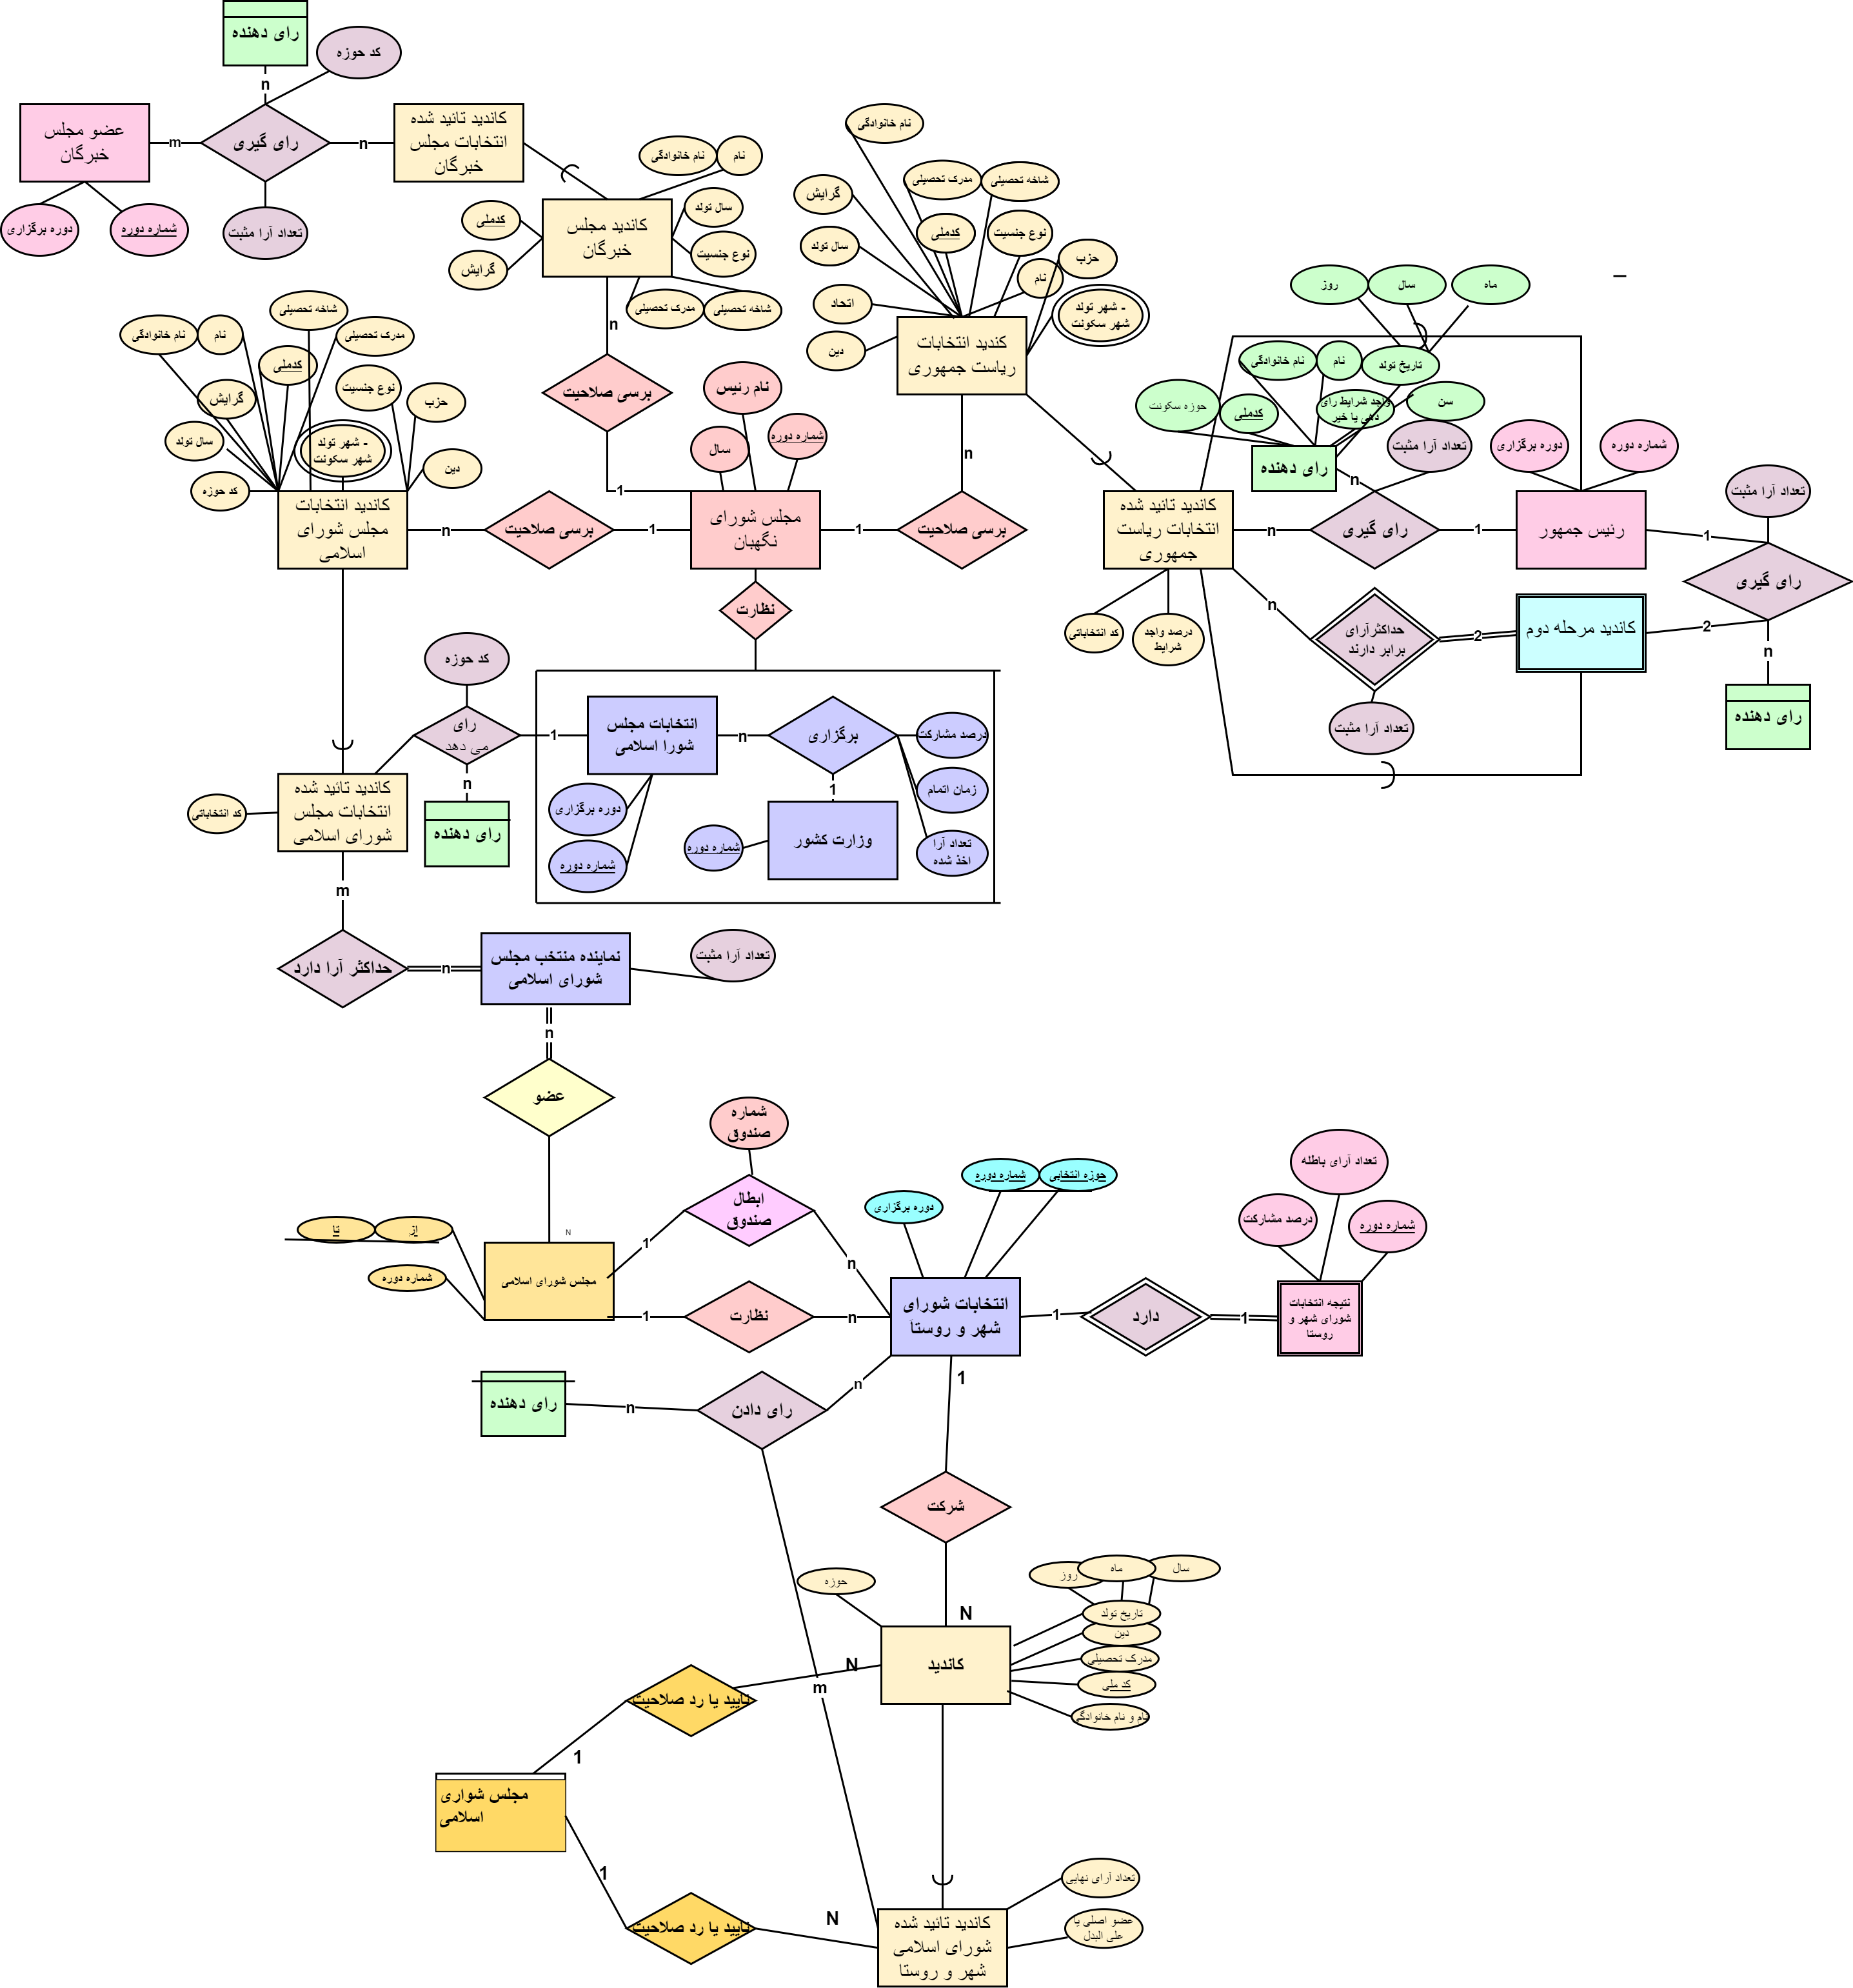 رای دهنده
کد حوزه
n
عضو مجلس
خبرگان
m
رای گیری
n
کاندید تائید شده
انتخابات مجلس
خبرگان
دوره برگزاری
شماره دوره
تعداد آرا مثبت
نام خانوادگی
نام
کدملی
سال تولد
کاندید مجلس
خبرگان
نوع جنسیت
گرایش
مدرک تحصیلی
شاخه تحصیلی
n
برسی صلاحیت
1
نام خانوادگی
مدرک تحصیلی
شاخه تحصیلی
گرایش
کدملی
نوع جنسیت
سال تولد
حزب
نام
اتحاد
شهر تولد -
شهر سکونت
دین
کندید انتخابات
ریاست جمهوری
n
برسی صلاحیت
1
روز
سال
ماه
نام خانوادگی
نام
تاریخ تولد
حوزه سکونت
کدملی
واجد شرایط رای
دهی یا خیر
سن
رای دهنده
n
تعداد آرا مثبت
دوره برگزاری
شماره دوره
تعداد آرا مثبت
کاندید تائید شده
انتخابات ریاست
جمهوری
n
رای گیری
1
رئیس جمهور
1
رای گیری
n
حداکثرآرای
برابر دارند
2
کاندید مرحله دوم
2
n
رای دهنده
کد انتخاباتی
درصد واجد
شرایط
تعداد آرا مثبت
شاخه تحصیلی
نام خانوادگی
نام
مدرک تحصیلی
کدملی
نوع جنسیت
گرایش
حزب
سال تولد
شهر تولد -
شهر سکونت
دین
کد حوزه
کاندید انتخابات
مجلس شورای
اسلامی
n
برسی صلاحیت
1
نام رئیس
سال
شماره دوره
مجلس شورای
نگهبان
نظارت
کد حوزه
رای
می دهد
1
n
رای دهنده
انتخابات مجلس
شورا اسلامی
n
برگزاری
درصد مشارکت
زمان اتمام
تعداد آرا
اخذ شده
1
دوره برگزاری
شماره دوره
شماره دوره
وزارت کشور
کد انتخاباتی
کاندید تائید شده
انتخابات مجلس
شورای اسلامی
m
حداکثر آرا دارد
n
نماینده منتخب مجلس
شورای اسلامی
تعداد آرا مثبت
n
عضو
N
از
تا
شماره دوره
مجلس شورای اسلامی
شماره
صندوق
1
ابطال
صندوق
n
1
نظارت
n
دوره برگزاری
شماره دوره
حوزه انتخابی
انتخابات شورای
شهر و روستا
1
دارد
1
تعداد آرای باطله
درصد مشارکت
شماره دوره
نتیجه انتخابات
شورای شهر و
روستا
رای دهنده
n
رای دادن
n
m
1
شرکت
N
حوزه
روز
ماه
سال
تاریخ تولد
دین
مدرک تحصیلی
کد ملی
نام و نام خانوادگی
کاندید
N
تایید یا رد صلاحیت
1
مجلس شواری
اسلامی
1
تایید یا رد صلاحیت
N
تعداد آرای نهایی
عضو اصلی یا
علی البدل
کاندید تائید شده
شورای اسلامی
شهر و روستا